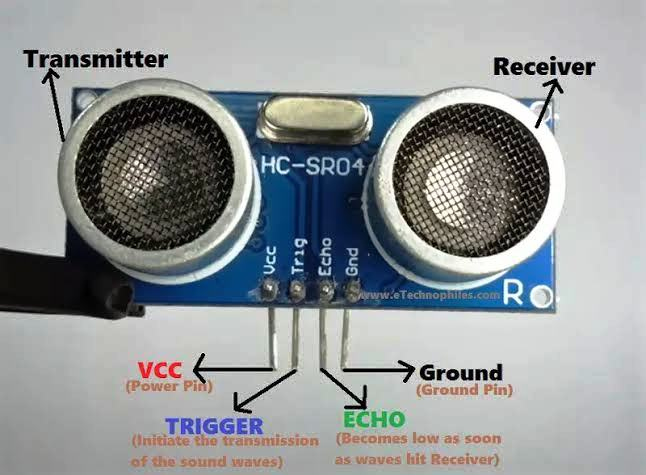 Transmitter
Receiver
HC-SR04
Vcc
Trig
Echo
Gnd
www.eTechnophiles.com
R
VCC
(Power Pin)
Ground
(Ground Pin)
TRIGGER
(Initiate the transmission
of the sound waves)
ECHO
(Becomes low as soon
as waves hit Receiver)